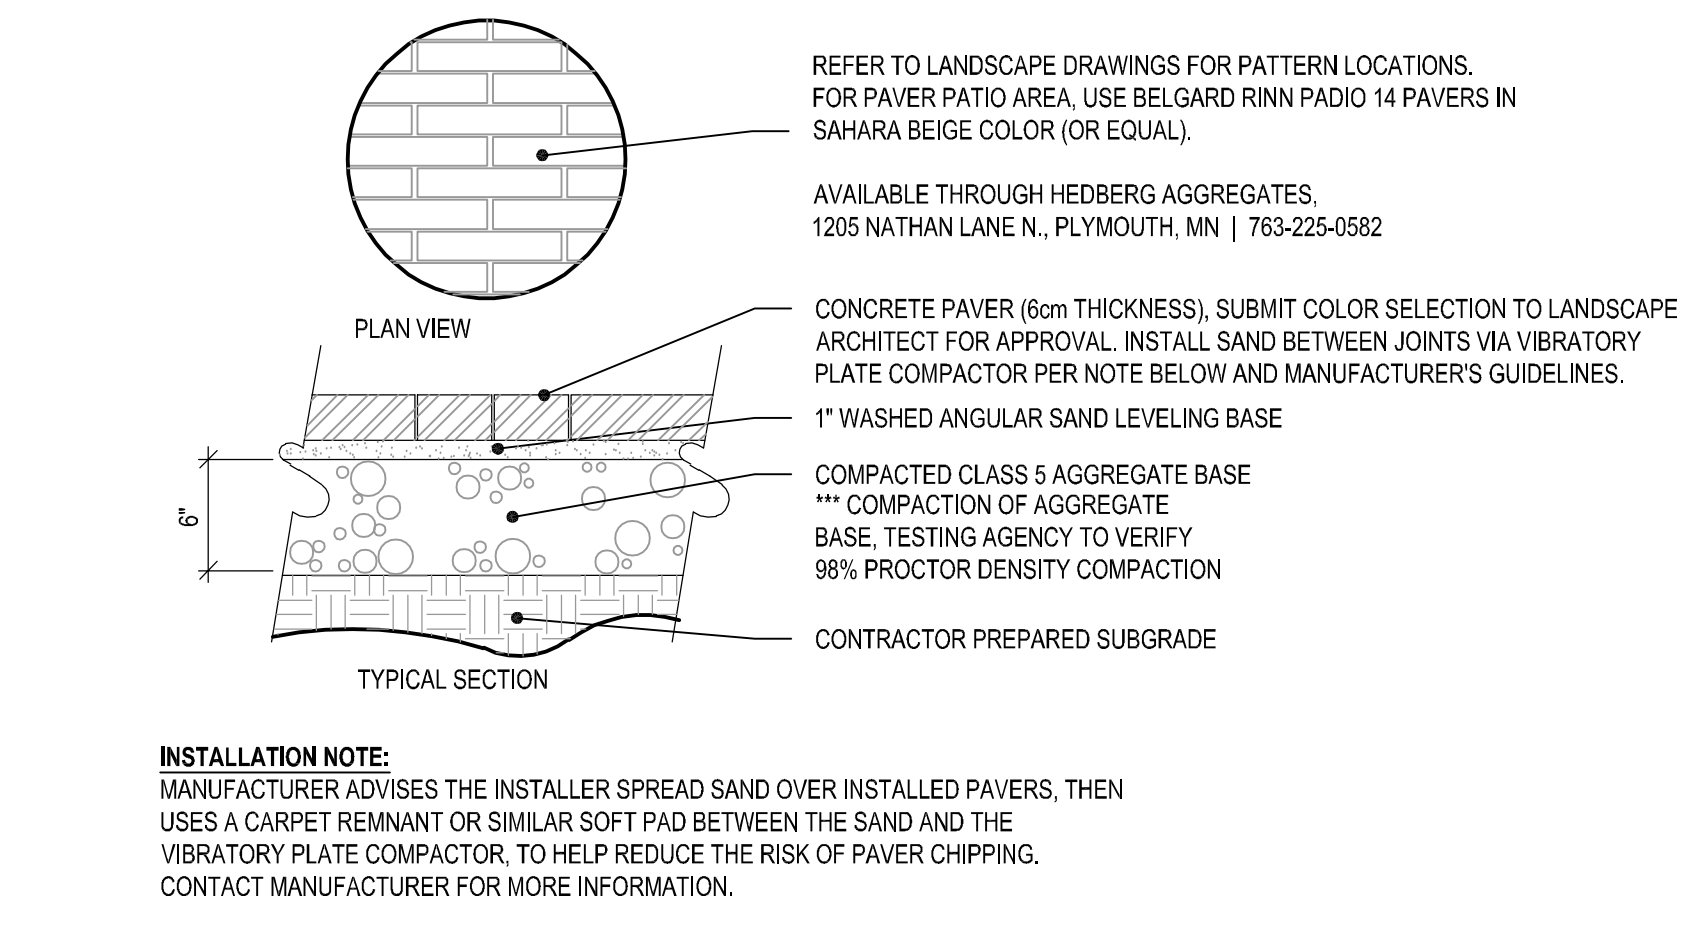 REFER TO LANDSCAPE DRAWINGS FOR PATTERN LOCATIONS.
FOR PAVER PATIO AREA, USE BELGARD RINN PADIO 14 PAVERS IN
SAHARA BEIGE COLOR (OR EQUAL).
AVAILABLE THROUGH HEDBERG AGGREGATES,
1205 NATHAN LANE N., PLYMOUTH, MN | 763-225-0582
PLAN VIEW
CONCRETE PAVER (6cm THICKNESS), SUBMIT COLOR SELECTION TO LANDSCAPE
ARCHITECT FOR APPROVAL. INSTALL SAND BETWEEN JOINTS VIA VIBRATORY
PLATE COMPACTOR PER NOTE BELOW AND MANUFACTURER'S GUIDELINES.
1" WASHED ANGULAR SAND LEVELING BASE
COMPACTED CLASS 5 AGGREGATE BASE
*** COMPACTION OF AGGREGATE
BASE, TESTING AGENCY TO VERIFY
98% PROCTOR DENSITY COMPACTION
6"
CONTRACTOR PREPARED SUBGRADE
TYPICAL SECTION
INSTALLATION NOTE:
MANUFACTURER ADVISES THE INSTALLER SPREAD SAND OVER INSTALLED PAVERS, THEN
USES A CARPET REMNANT OR SIMILAR SOFT PAD BETWEEN THE SAND AND THE
VIBRATORY PLATE COMPACTOR, TO HELP REDUCE THE RISK OF PAVER CHIPPING.
CONTACT MANUFACTURER FOR MORE INFORMATION.